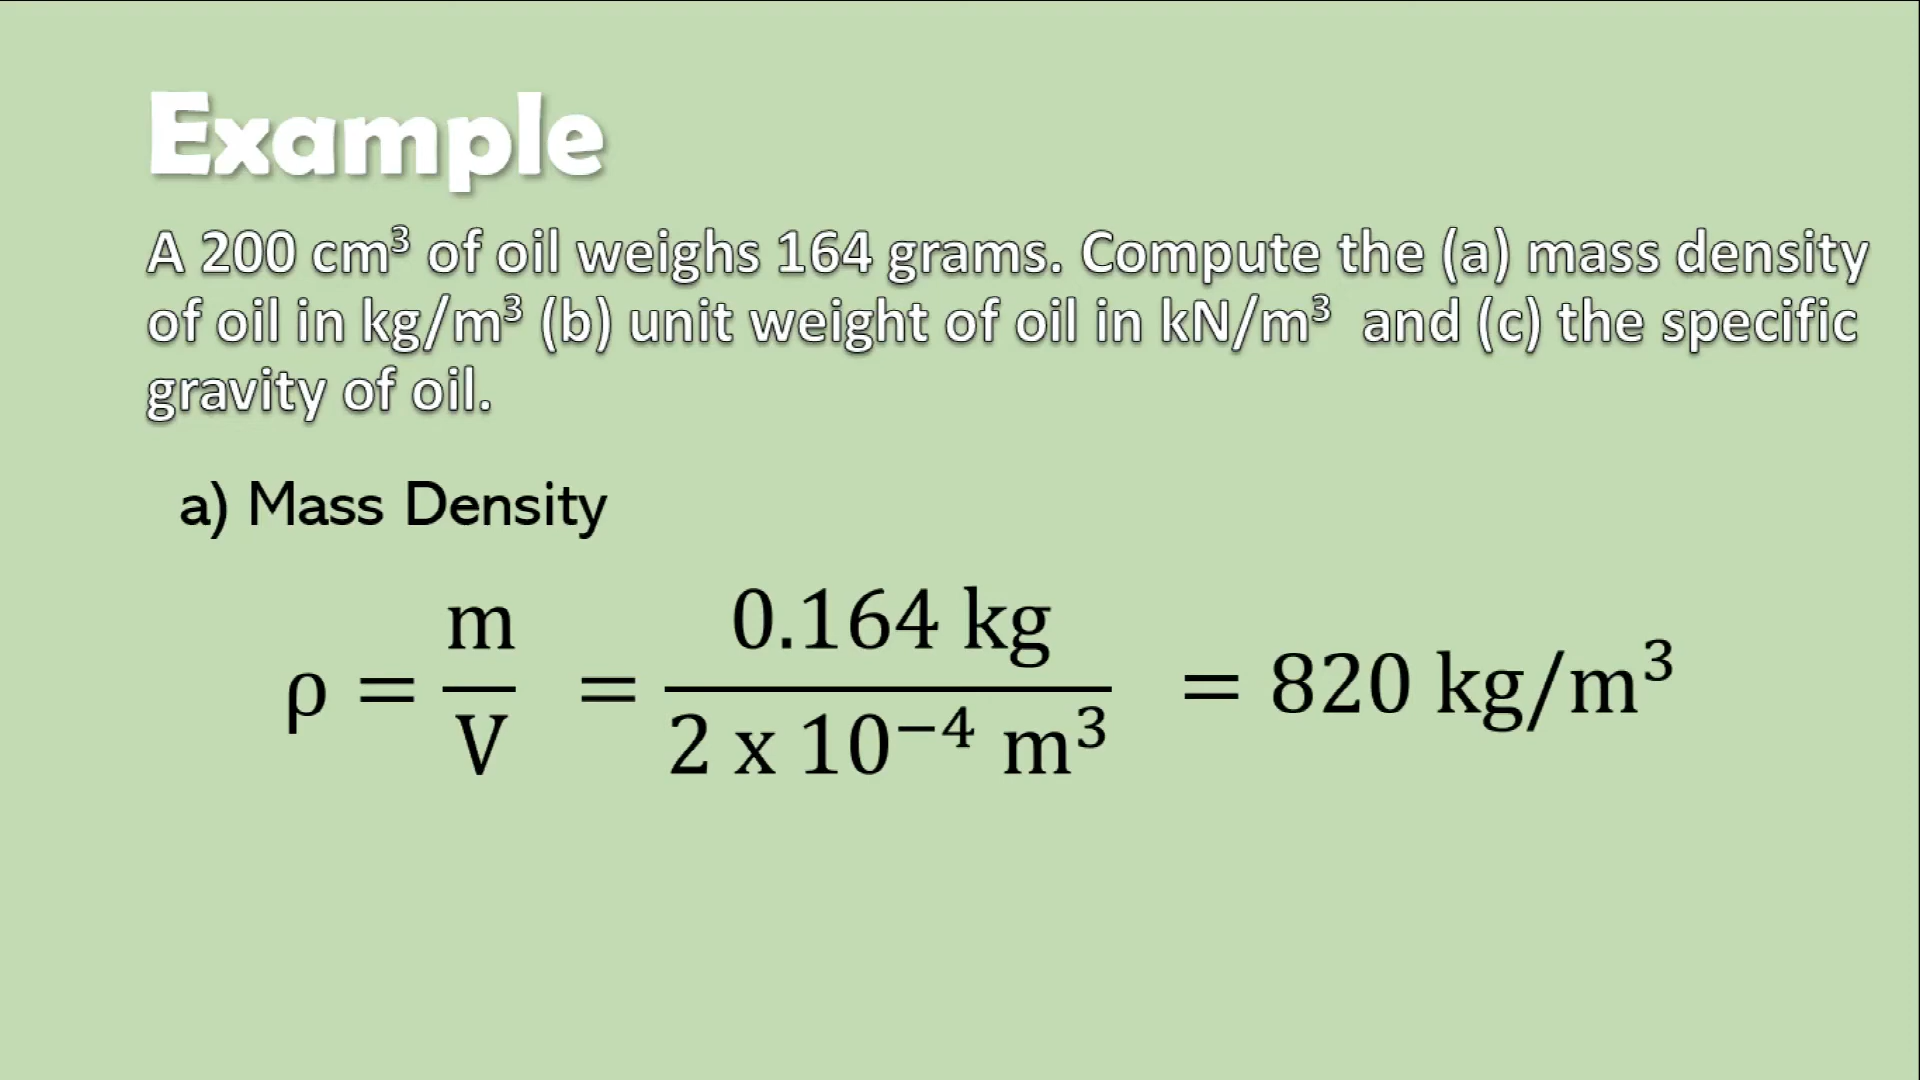 Example
A 200 cm³ of oil weighs 164 grams. Compute the (a) mass density
of oil in kg/m³ (b) unit weight of oil in kN/m³ and (c) the specific
gravity of oil.
a) Mass Density
ρ = m/V = 0.164 kg / 2 x 10⁻⁴ m³ = 820 kg/m³